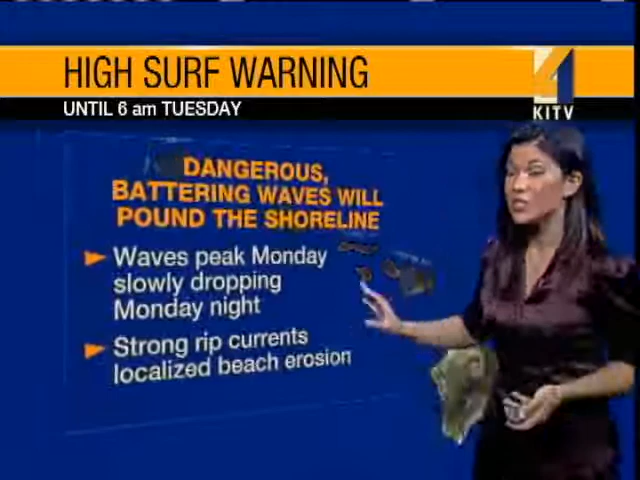 HIGH SURF WARNING
UNTIL 6 am TUESDAY
4
KITV
DANGEROUS,
BATTERING WAVES WILL
POUND THE SHORELINE
Waves peak Monday
slowly dropping
Monday night
Strong rip currents
localized beach erosion